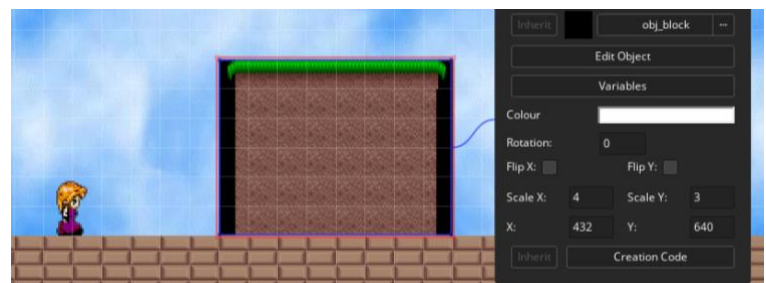 Inherit obj_block ...
Edit Object
Variables
Colour
Rotation: 0
Flip X: Flip Y:
Scale X: 4 Scale Y: 3
X: 432 Y: 640
Inherit Creation Code